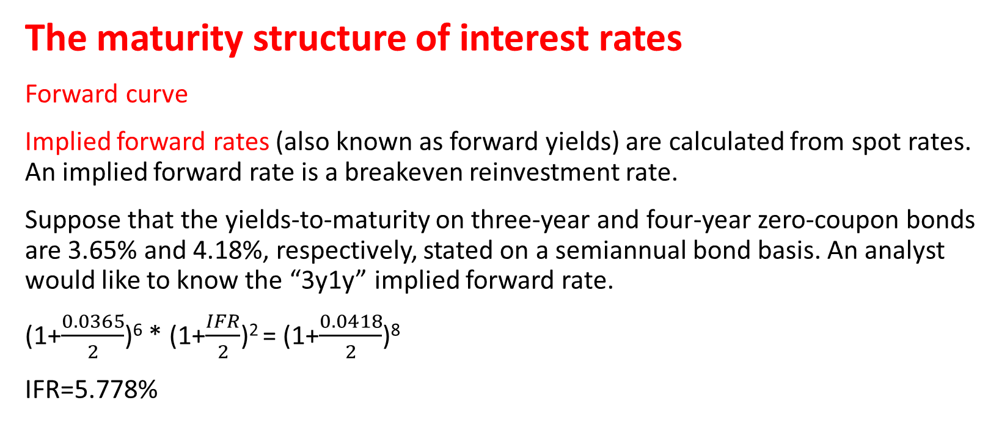 The maturity structure of interest rates
Forward curve
Implied forward rates (also known as forward yields) are calculated from spot rates.
An implied forward rate is a breakeven reinvestment rate.
Suppose that the yields-to-maturity on three-year and four-year zero-coupon bonds
are 3.65% and 4.18%, respectively, stated on a semiannual bond basis. An analyst
would like to know the “3y1y” implied forward rate.
(1+\frac{0.0365}{2})^6 * (1+\frac{IFR}{2})^2 = (1+\frac{0.0418}{2})^8
IFR=5.778%